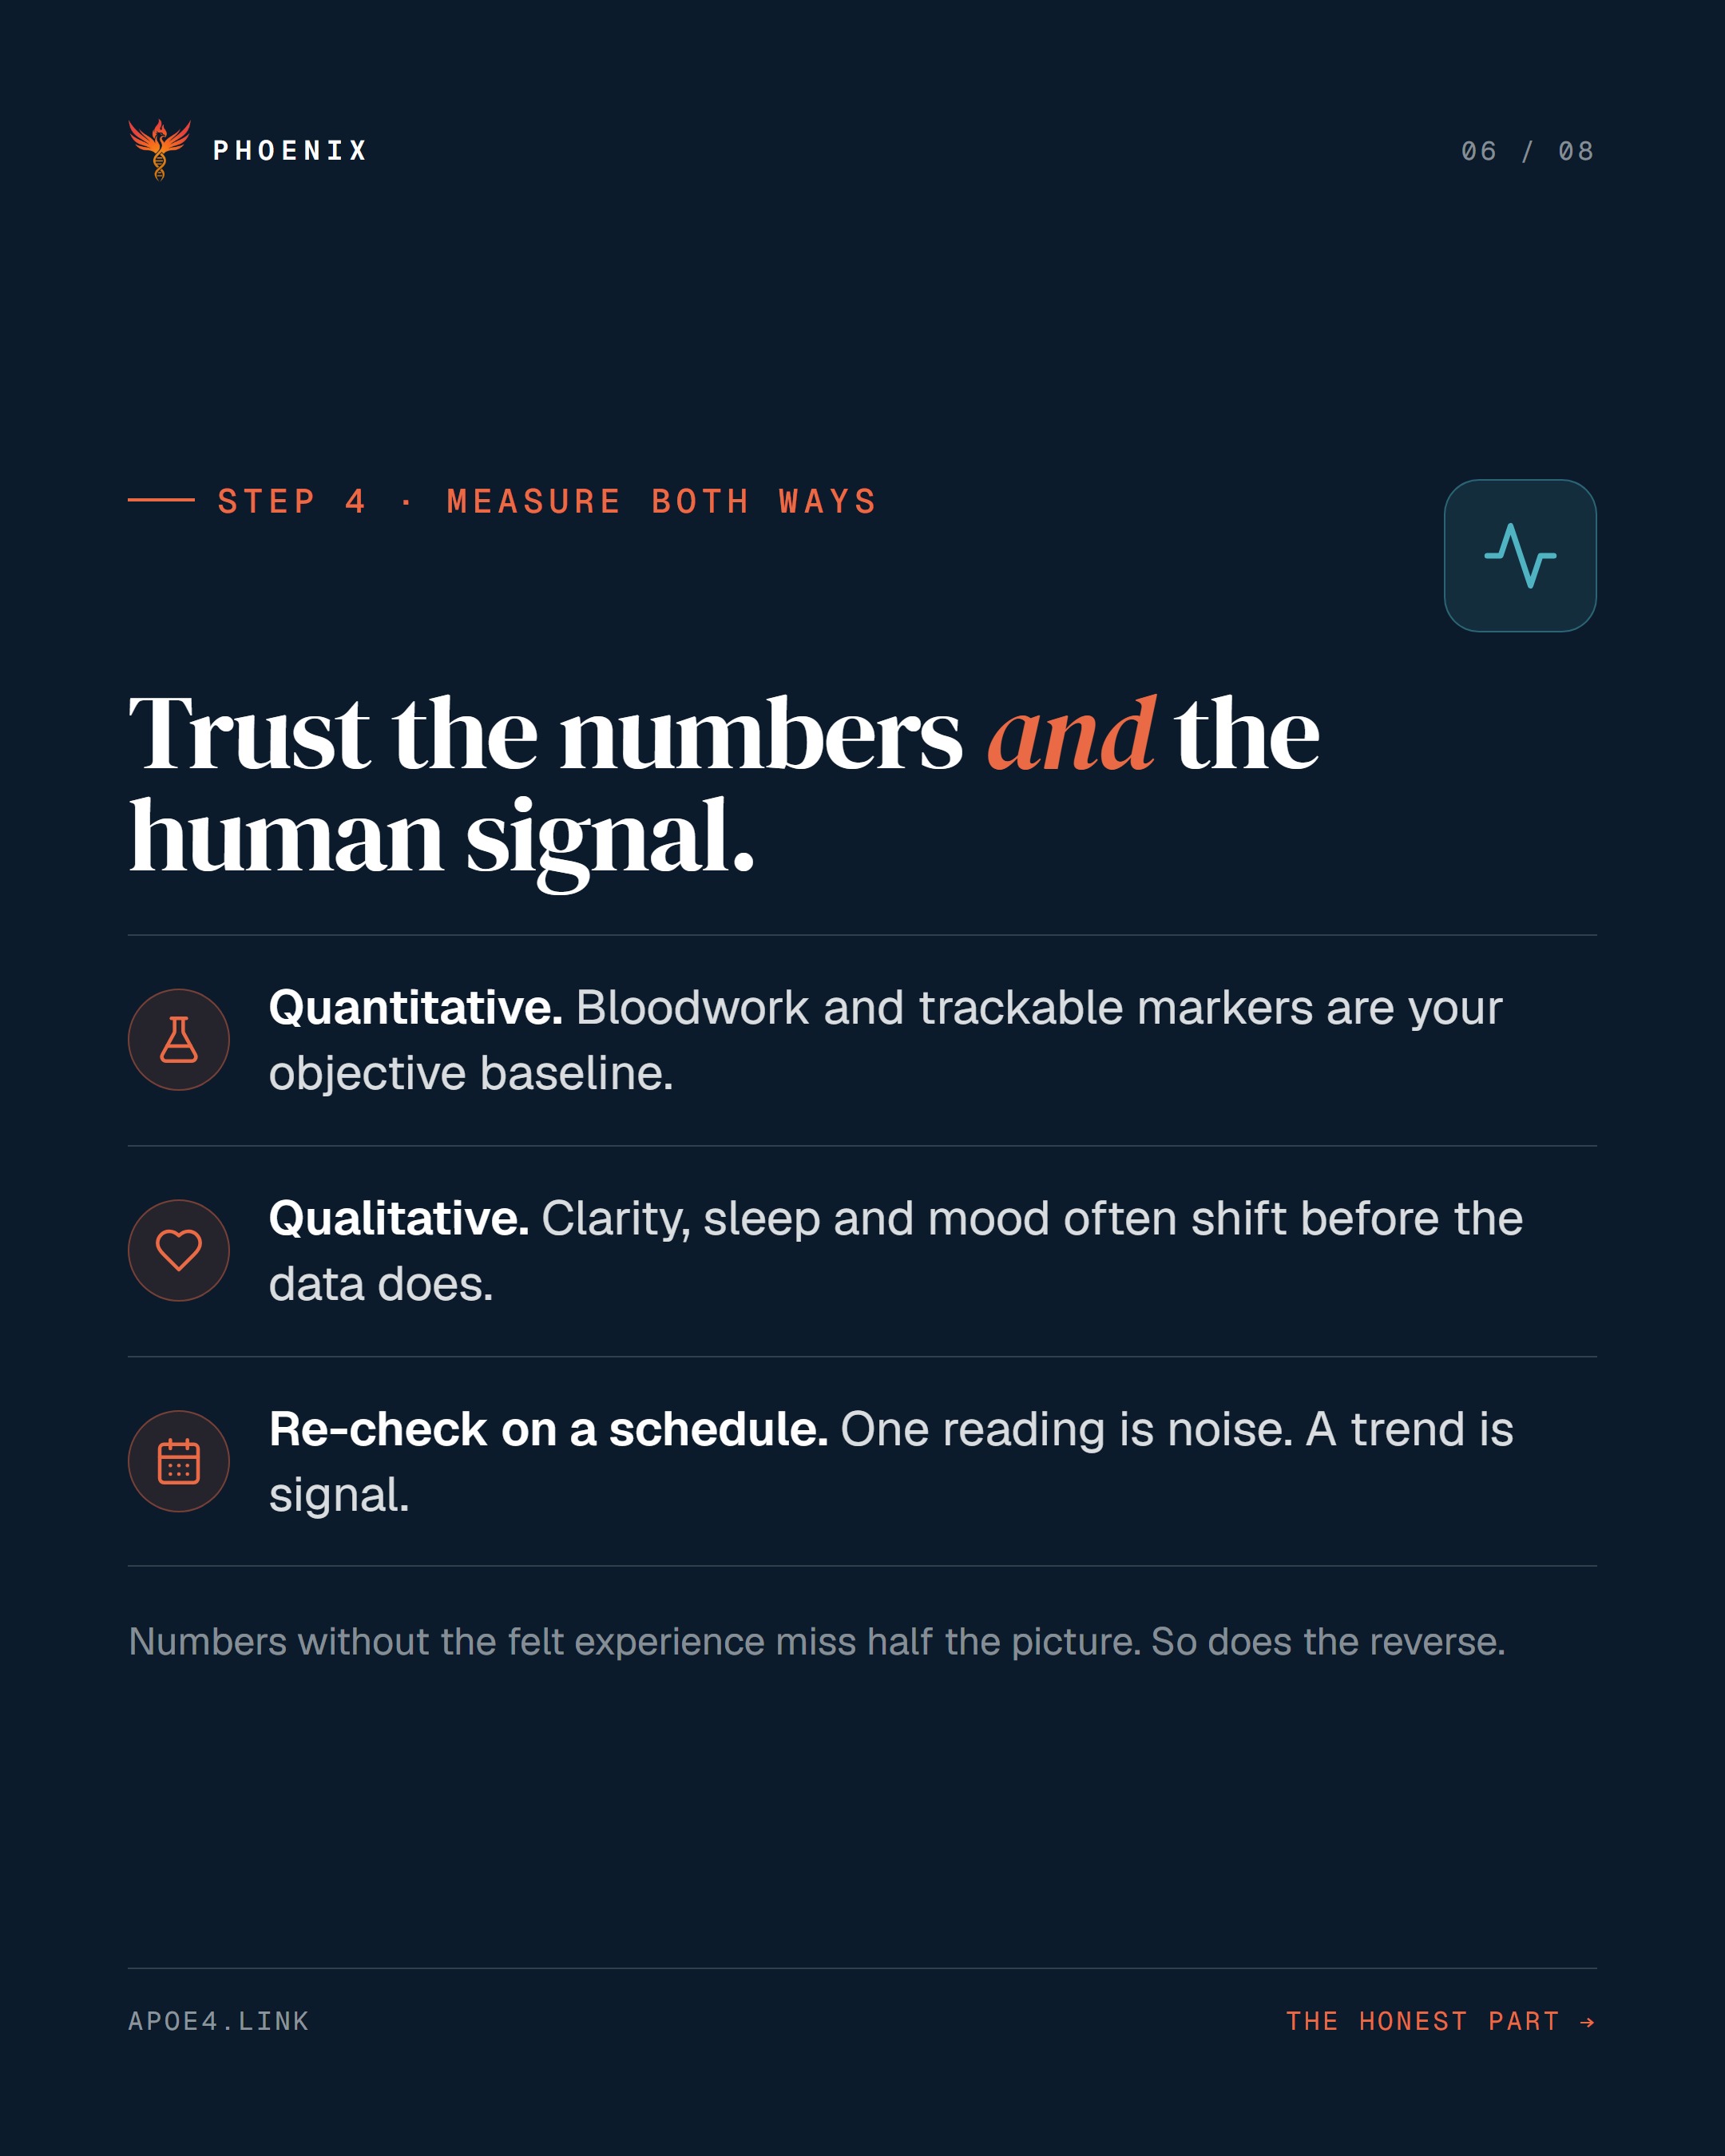 PHOENIX
06 / 08
STEP 4 · MEASURE BOTH WAYS
Trust the numbers and the
human signal.
Quantitative. Bloodwork and trackable markers are your
objective baseline.
Qualitative. Clarity, sleep and mood often shift before the
data does.
Re-check on a schedule. One reading is noise. A trend is
signal.
Numbers without the felt experience miss half the picture. So does the reverse.
APOE4.LINK
THE HONEST PART →